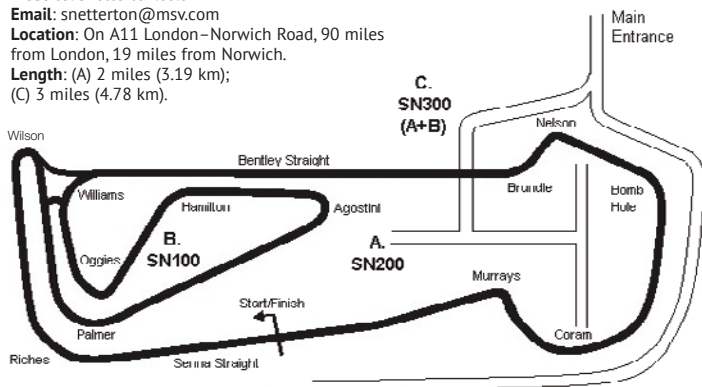 Email: snetterton@msv.com
Location: On A11 London–Norwich Road, 90 miles
from London, 19 miles from Norwich.
Length: (A) 2 miles (3.19 km);
(C) 3 miles (4.78 km).
Main
Entrance
C.
SN300
(A+B)
Nelson
Wilson
Bentley Straight
Williams
Hamilton
Agostini
Brundle
Bomb
Hole
B.
SN100
A.
SN200
Oggies
Murrays
Start/Finish
Palmer
Coram
Riches
Senna Straight